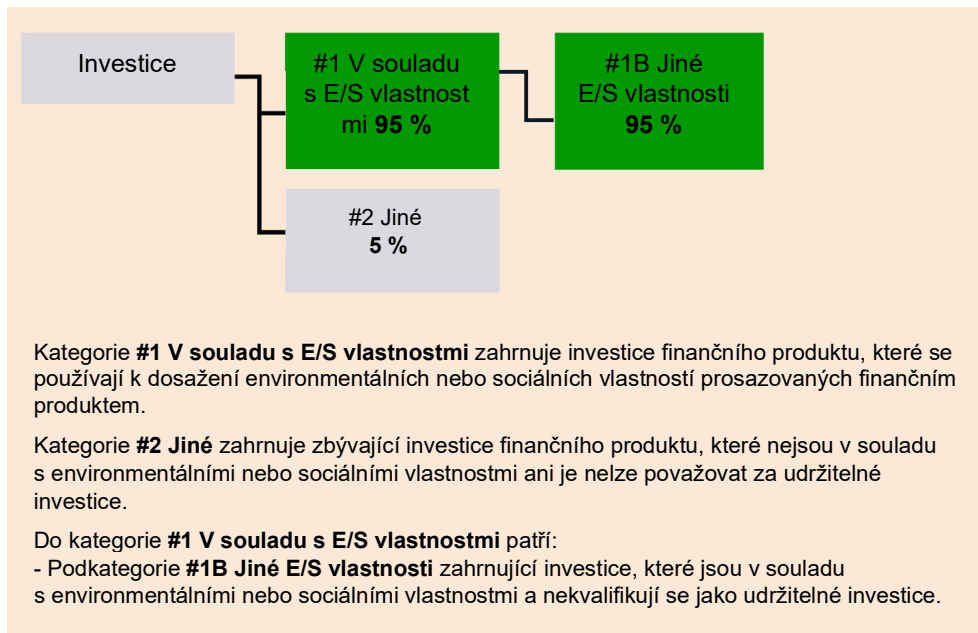 Investice
#1 V souladu
s E/S vlastnost
mi 95 %
#1B Jiné
E/S vlastnosti
95 %
#2 Jiné
5 %
Kategorie #1 V souladu s E/S vlastnostmi zahrnuje investice finančního produktu, které se
používají k dosažení environmentálních nebo sociálních vlastností prosazovaných finančním
produktem.
Kategorie #2 Jiné zahrnuje zbývající investice finančního produktu, které nejsou v souladu
s environmentálními nebo sociálními vlastnostmi ani je nelze považovat za udržitelné
investice.
Do kategorie #1 V souladu s E/S vlastnostmi patří:
- Podkategorie #1B Jiné E/S vlastnosti zahrnující investice, které jsou v souladu
s environmentálními nebo sociálními vlastnostmi a nekvalifikují se jako udržitelné investice.